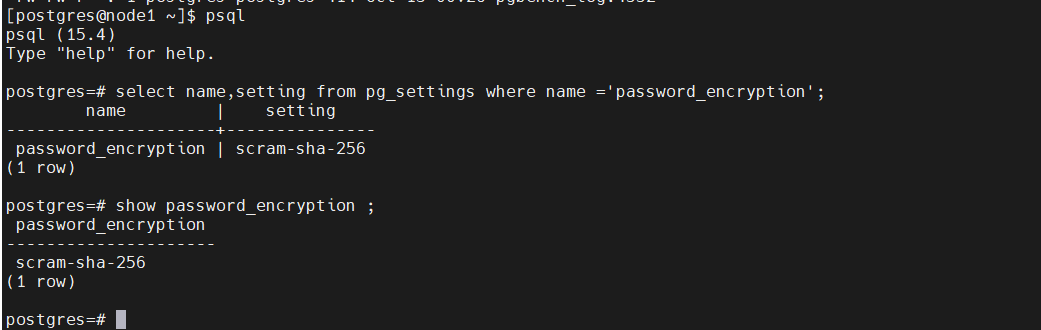 [postgres@node1 ~]$ psql
psql (15.4)
Type "help" for help.
postgres=# select name,setting from pg_settings where name ='password_encryption';
        name         |    setting
---------------------+---------------
 password_encryption | scram-sha-256
(1 row)
postgres=# show password_encryption ;
 password_encryption
---------------------
 scram-sha-256
(1 row)
postgres=#